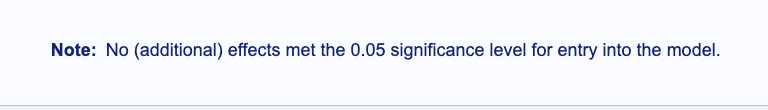 Note: No (additional) effects met the 0.05 significance level for entry into the model.